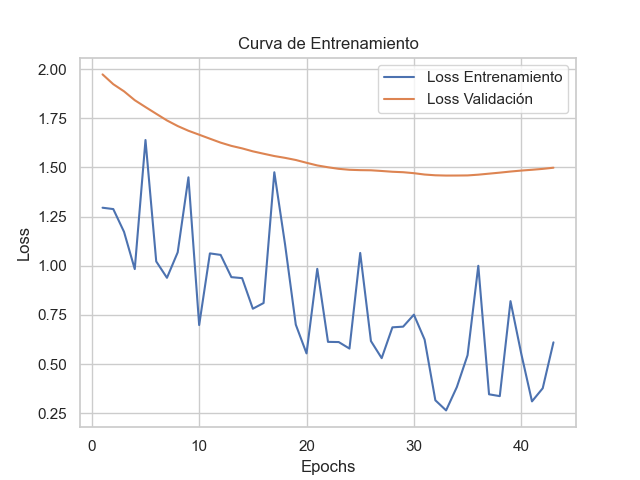 Curva de Entrenamiento
2.00
1.75
1.50
1.25
1.00
0.75
0.50
0.25
Loss
Loss Entrenamiento
Loss Validación
0 10 20 30 40
Epochs